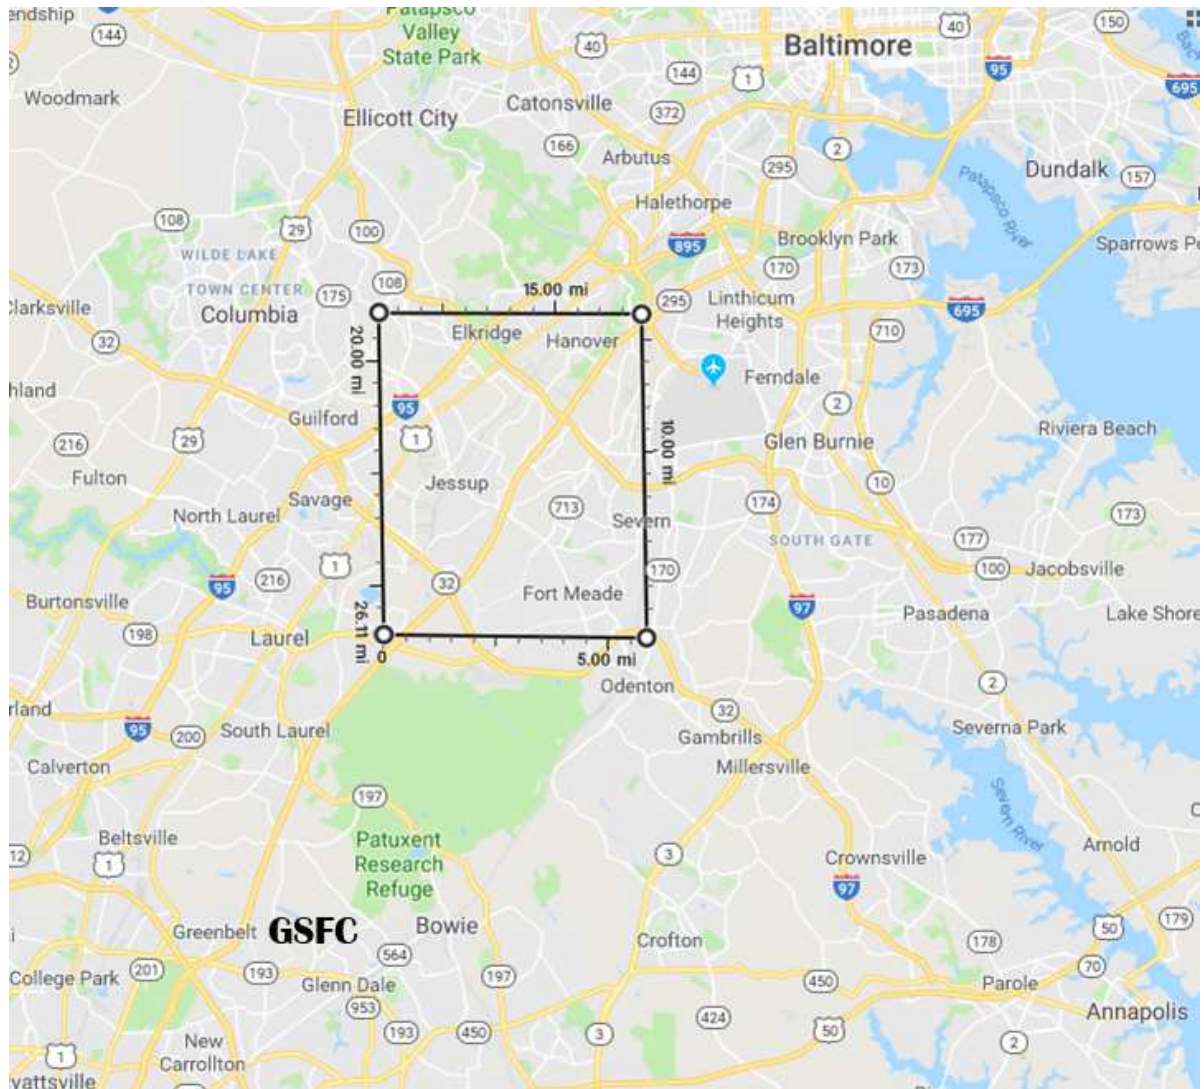 endship
144
Patapsco
Valley
State Park
40
40
150
Baltimore
95
695
Woodmark
Ellicott City
Catonsville
144
1
372
166
Arbutus
295
2
Dundalk
157
Patapsco River
108
29
100
Halethorpe
895
Brooklyn Park
170
173
Sparrows P
WILDE LAKE
TOWN CENTER
175
108
15.00 mi
295
Linthicum
Heights
695
Clarksville
Columbia
Elkridge
Hanover
710
32
20.00 mi
Ferndale
hland
95
2
Guilford
1
10.00 mi
Glen Burnie
Riviera Beach
216
29
Fulton
Jessup
10
Savage
North Laurel
713
Severn
174
173
SOUTH GATE
177
1
95
216
32
170
100
Jacobsville
Burtonsville
Fort Meade
97
Pasadena
Lake Shore
198
Laurel
26.11 mi
0
5.00 mi
Odenton
2
rland
95
200
South Laurel
32
Gambrills
Severna Park
Calverton
Millersville
197
Severn River
Beltsville
Patuxent
Research
Refuge
12
1
3
Crownsville
Arnold
97
Greenbelt
GSFC
Bowie
Crofton
50
179
178
564
College Park
201
193
Glenn Dale
197
450
70
Parole
953
424
50
Annapolis
193
450
3
2
New
Carrollton
1
yattsville